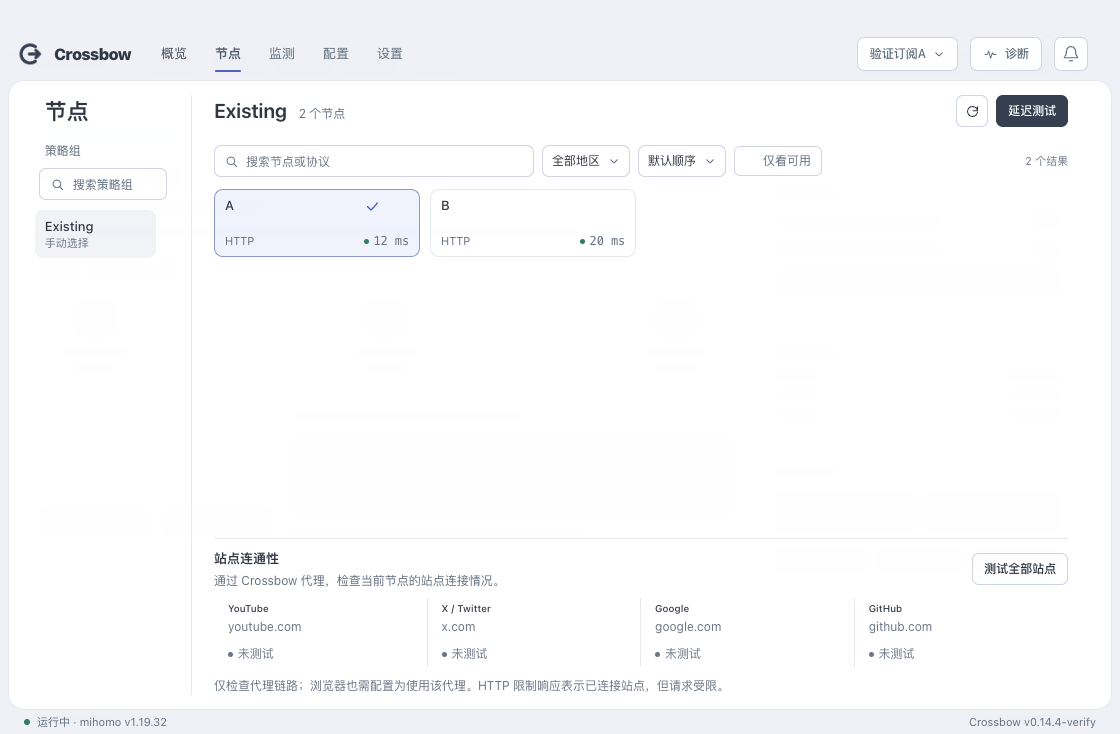 Crossbow 概览 节点 监测 配置 设置 验证订阅A 诊断
节点
策略组
搜索策略组
Existing
手动选择
Existing 2 个节点 延迟测试
搜索节点或协议 全部地区 默认顺序 仅看可用 2 个结果
A B
HTTP 12 ms HTTP 20 ms
站点连通性
通过 Crossbow 代理，检查当前节点的站点连接情况。
测试全部站点
YouTube X / Twitter Google GitHub
youtube.com x.com google.com github.com
未测试 未测试 未测试 未测试
仅检查代理链路；浏览器也需配置为使用该代理。HTTP 限制响应表示已连接站点，但请求受限。
运行中 · mihomo v1.19.32 Crossbow v0.14.4-verify